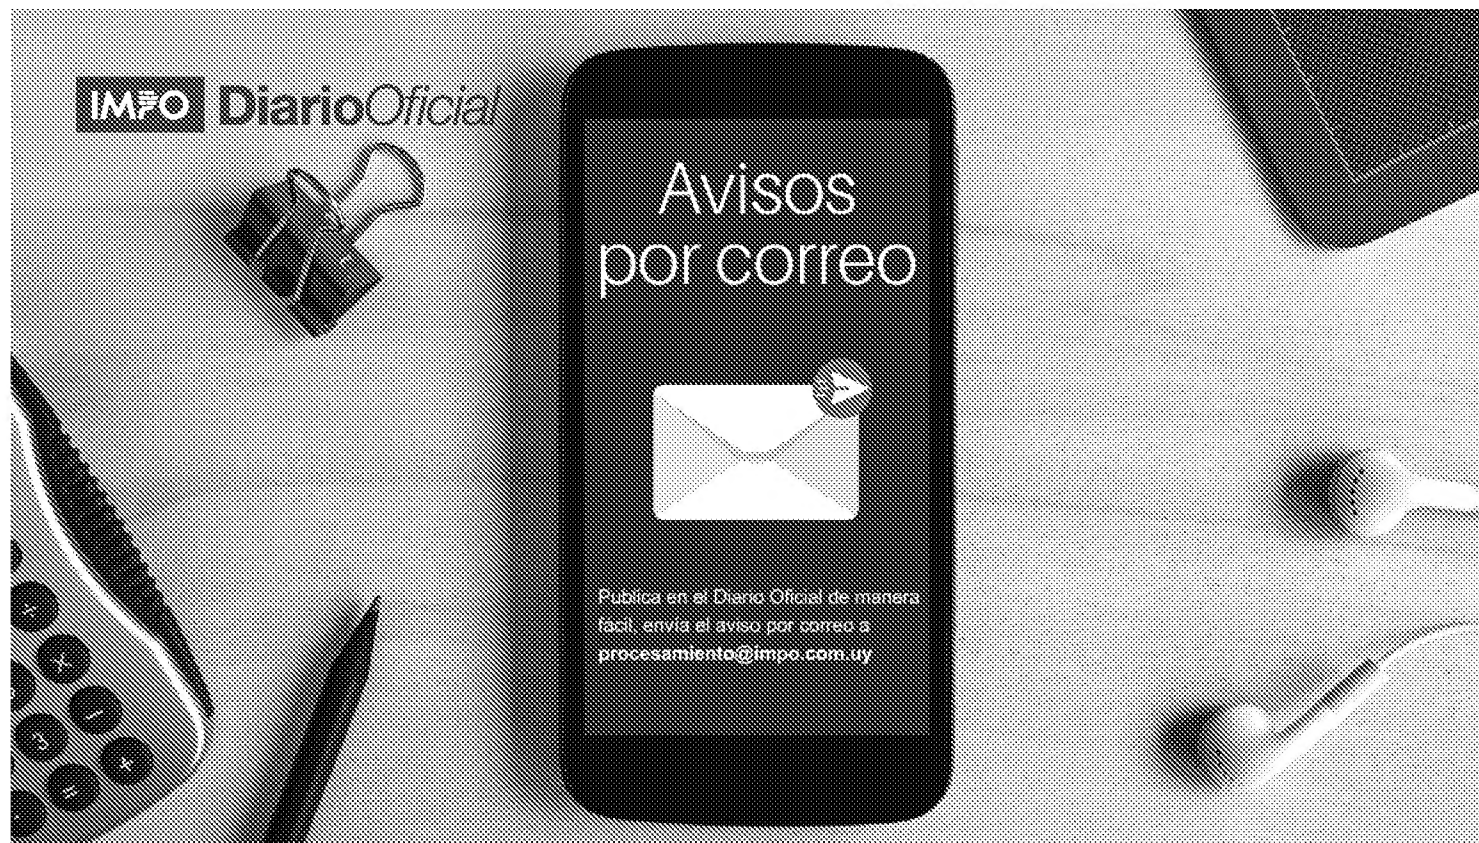 IMPO DiarioOficial
Avisos
por correo
Publica en el Diario Oficial de manera
fácil, envía el aviso por correo a
procesamiento@impo.com.uy